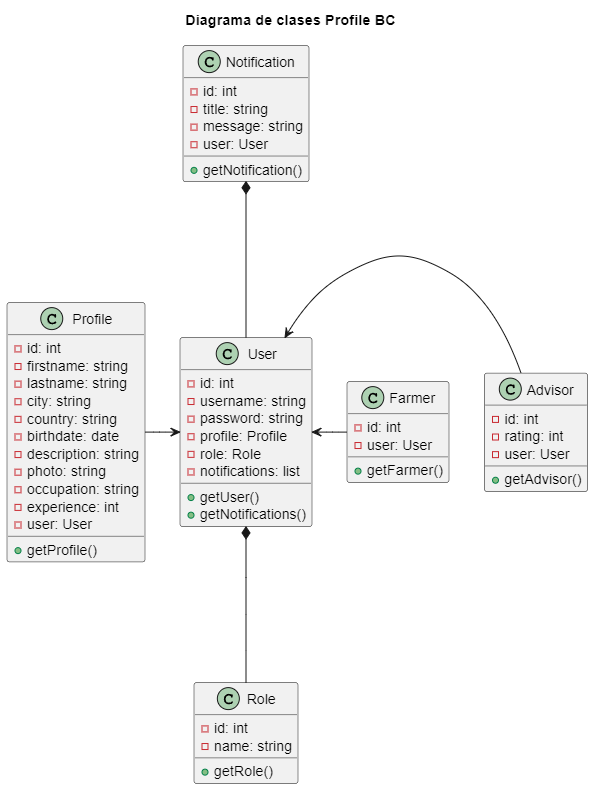 Diagrama de clases Profile BC
C Notification
id: int
title: string
message: string
user: User
getNotification()
C Profile
id: int
firstname: string
lastname: string
city: string
country: string
birthdate: date
description: string
photo: string
occupation: string
experience: int
user: User
getProfile()
C User
id: int
username: string
password: string
profile: Profile
role: Role
notifications: list
getUser()
getNotifications()
C Farmer
id: int
user: User
getFarmer()
C Advisor
id: int
rating: int
user: User
getAdvisor()
C Role
id: int
name: string
getRole()